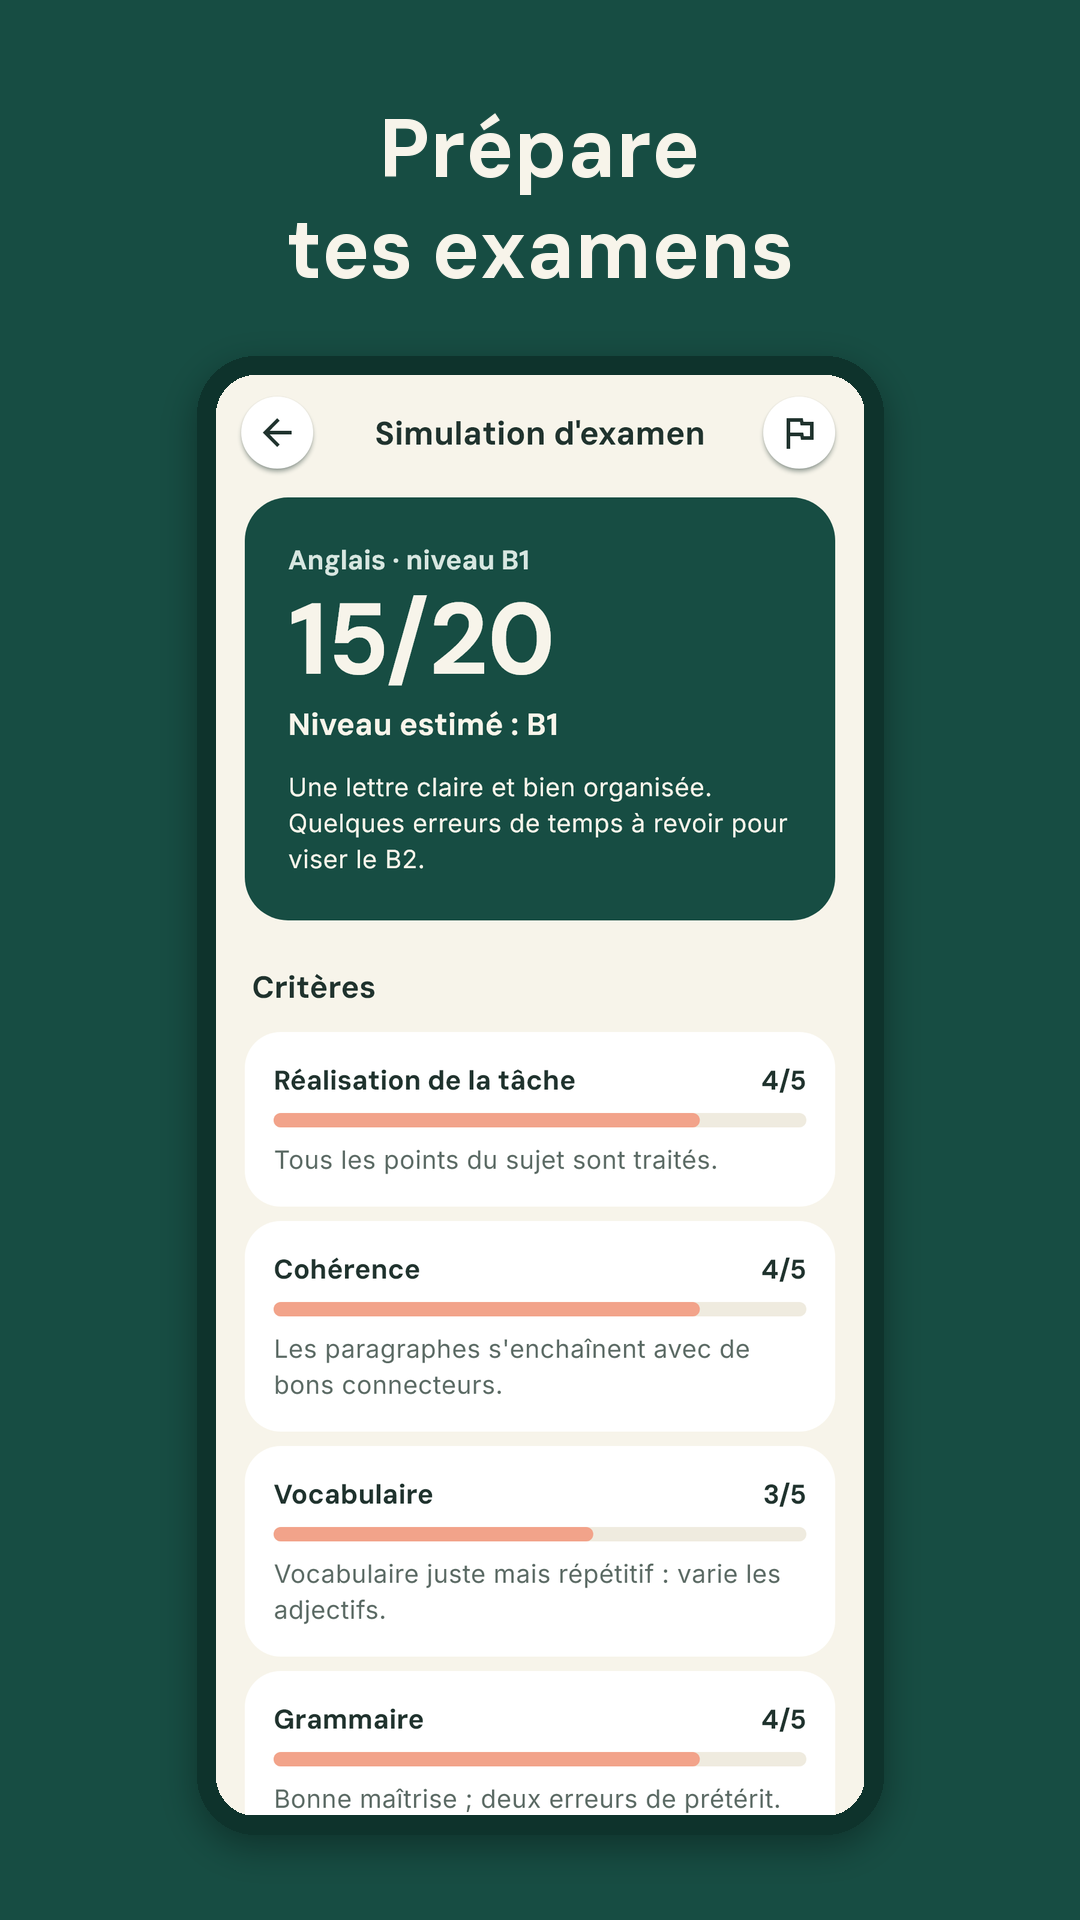 Prépare
tes examens
Simulation d'examen
Anglais · niveau B1
15/20
Niveau estimé : B1
Une lettre claire et bien organisée.
Quelques erreurs de temps à revoir pour
viser le B2.
Critères
Réalisation de la tâche 4/5
Tous les points du sujet sont traités.
Cohérence 4/5
Les paragraphes s'enchaînent avec de
bons connecteurs.
Vocabulaire 3/5
Vocabulaire juste mais répétitif : varie les
adjectifs.
Grammaire 4/5
Bonne maîtrise ; deux erreurs de prétérit.